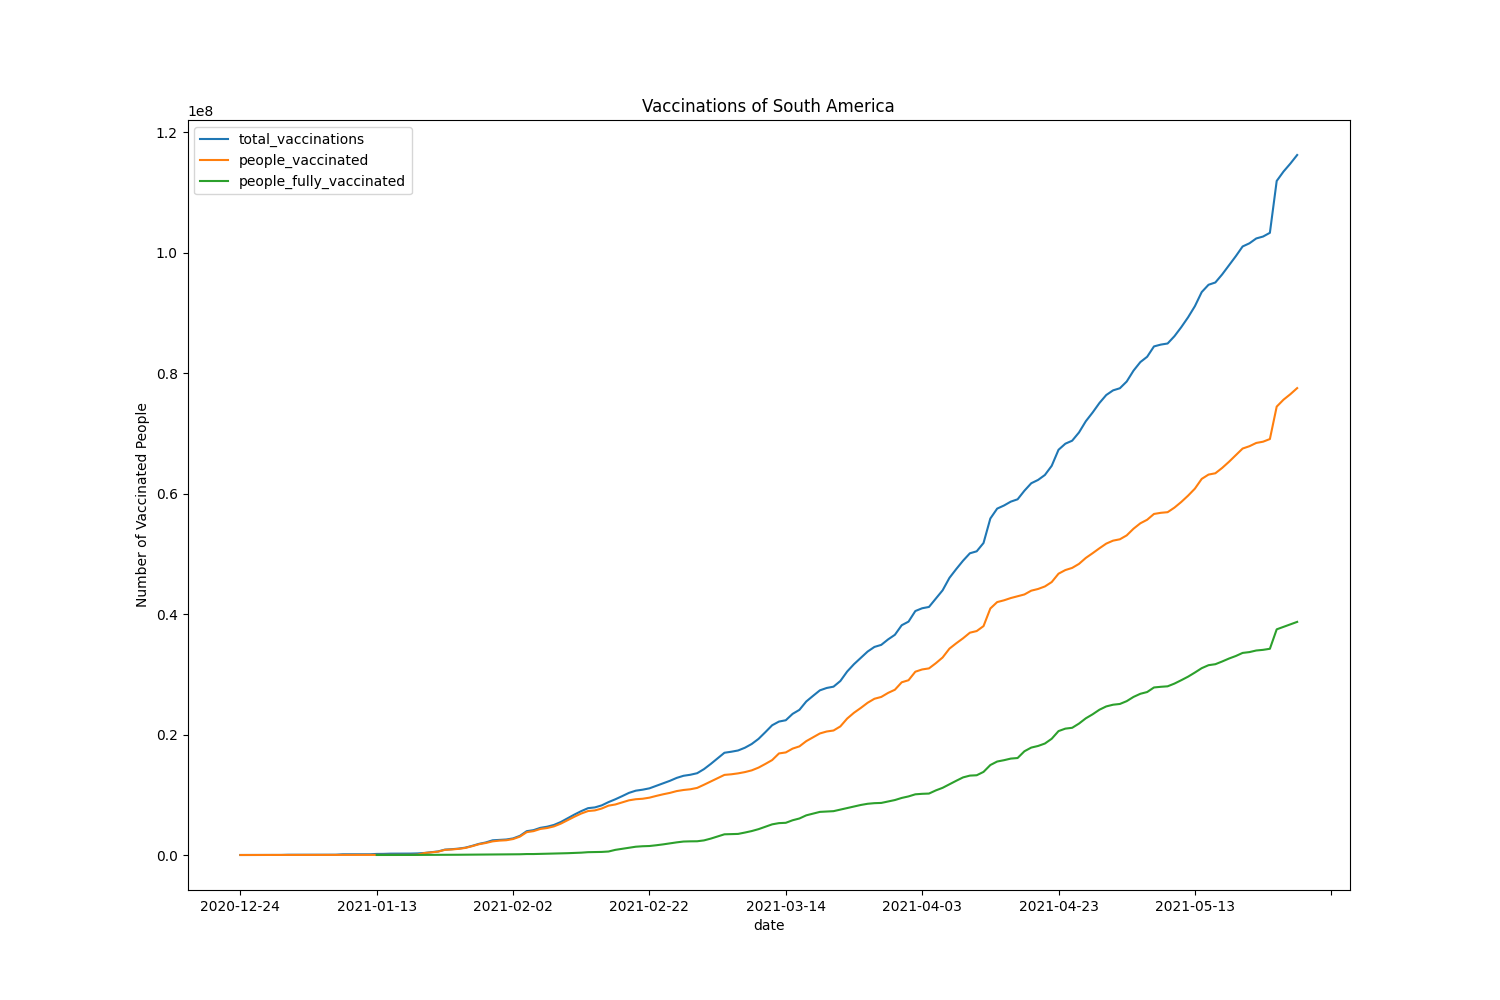 Vaccinations of South America
1e8
total_vaccinations
people_vaccinated
people_fully_vaccinated
1.2
1.0
0.8
0.6
0.4
0.2
0.0
Number of Vaccinated People
2020-12-24 2021-01-13 2021-02-02 2021-02-22 2021-03-14 2021-04-03 2021-04-23 2021-05-13
date